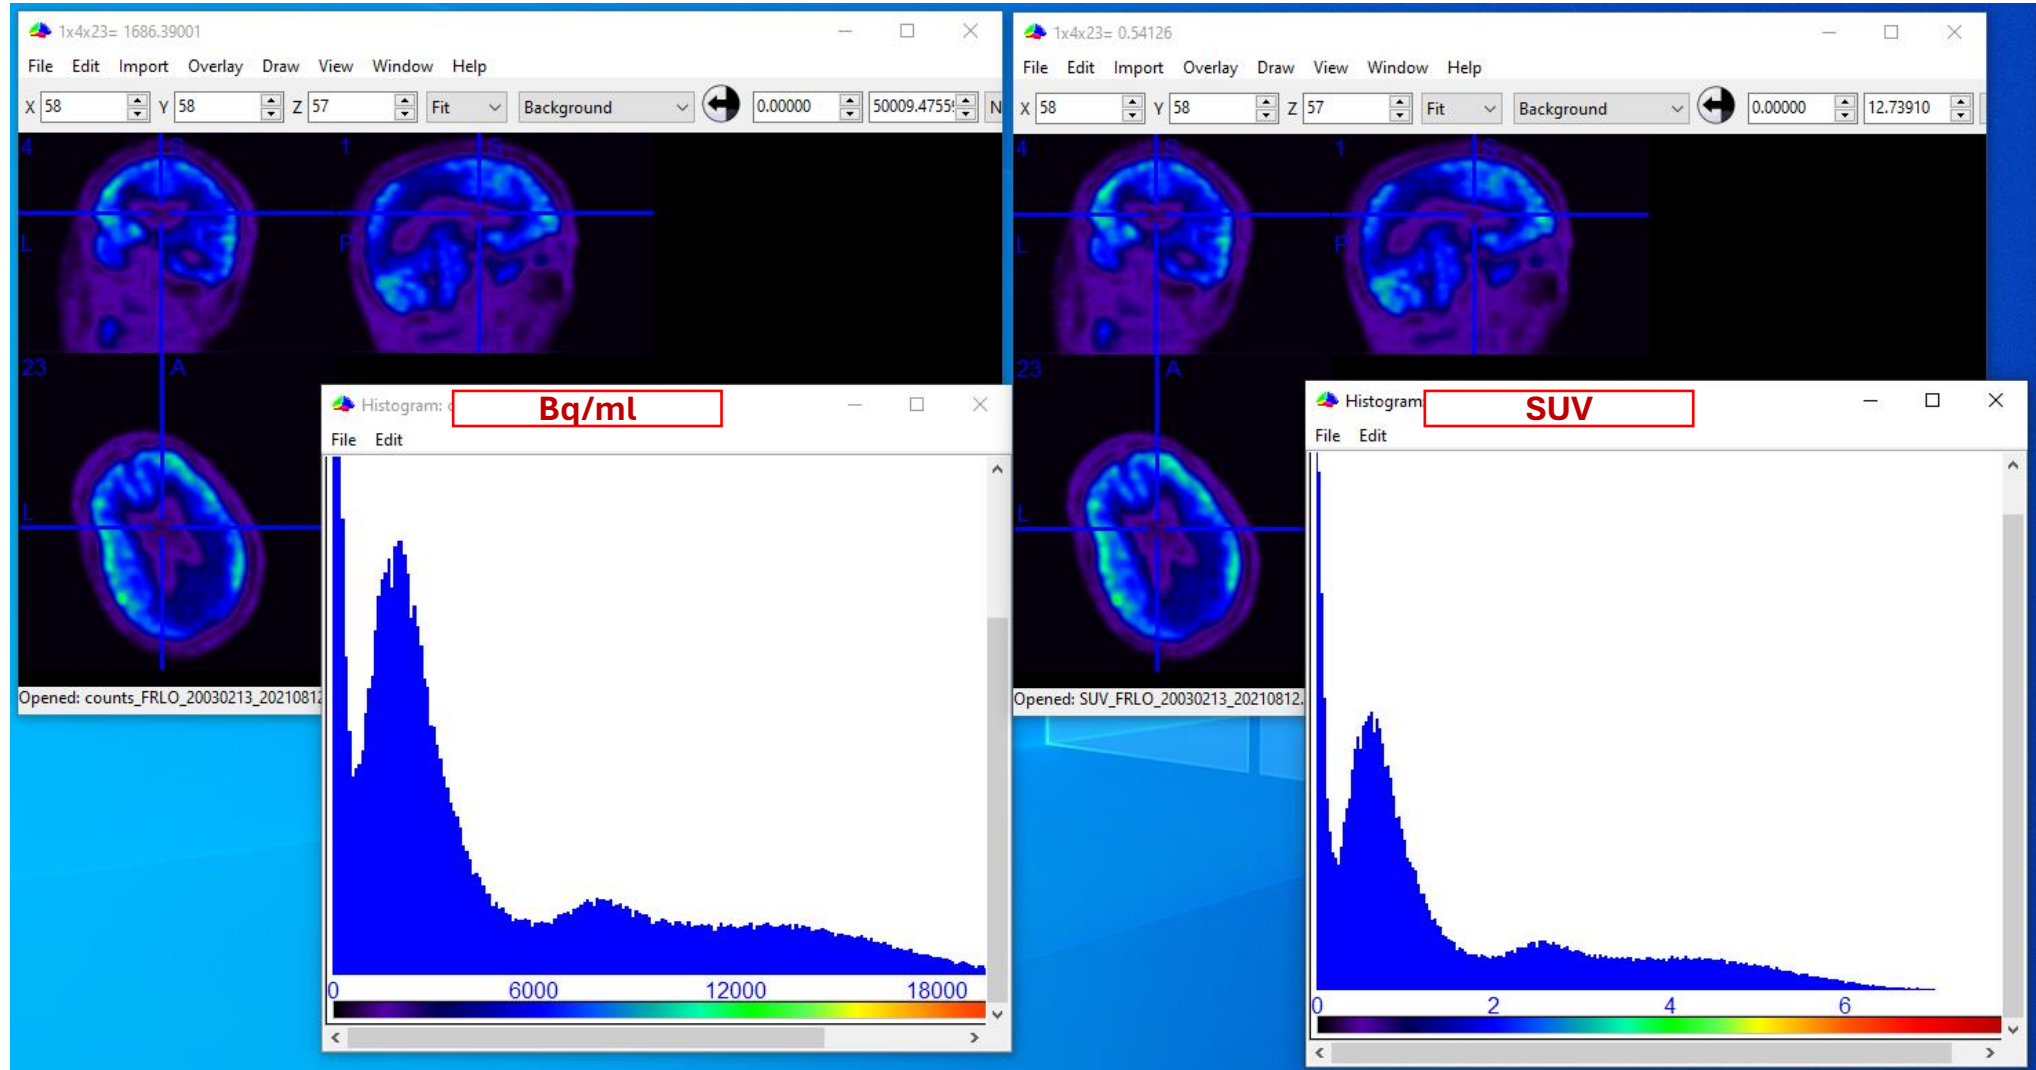 1x4x23= 1686.39001
File Edit Import Overlay Draw View Window Help
X 58 Y 58 Z 57 Fit Background 0.00000 50009.4755 N
4 S 1 S
L P
23 A
L
Opened: counts_FRLO_20030213_2021081
Histogram: Bq/ml
File Edit
0 6000 12000 18000
1x4x23= 0.54126
File Edit Import Overlay Draw View Window Help
X 58 Y 58 Z 57 Fit Background 0.00000 12.73910
4 S 1 S
L P
23 A
L
Opened: SUV_FRLO_20030213_20210812.
Histogram SUV
File Edit
0 2 4 6